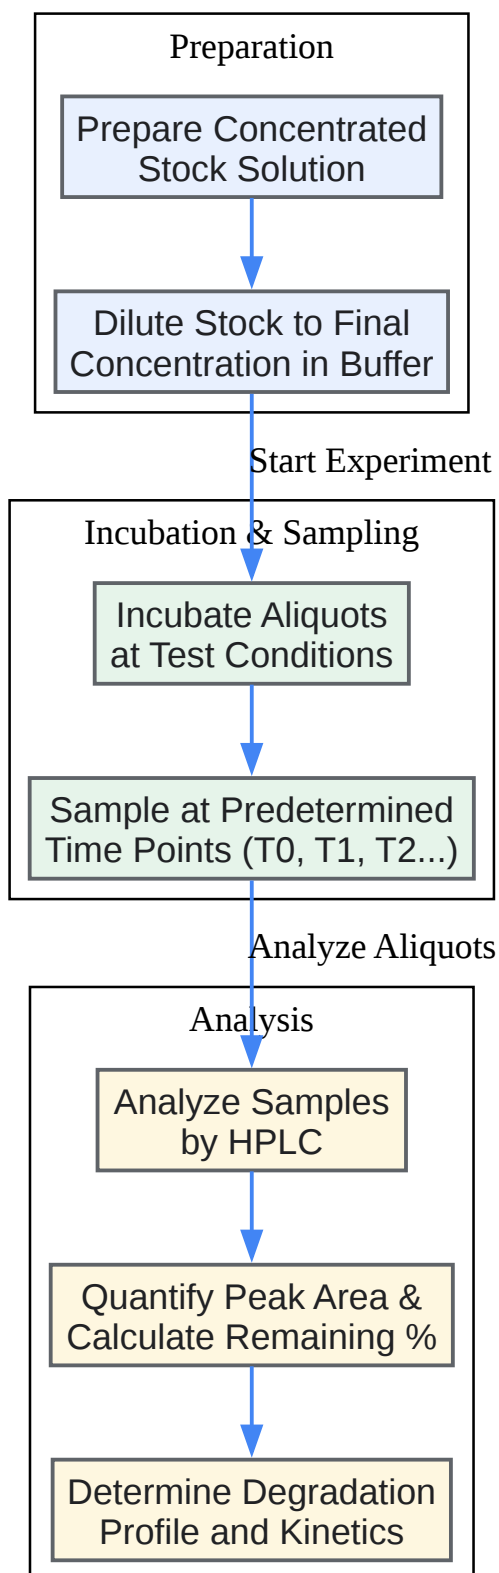 Preparation
Prepare Concentrated
Stock Solution
Dilute Stock to Final
Concentration in Buffer
Start Experiment
Incubation & Sampling
Incubate Aliquots
at Test Conditions
Sample at Predetermined
Time Points (T0, T1, T2...)
Analyze Aliquots
Analysis
Analyze Samples
by HPLC
Quantify Peak Area &
Calculate Remaining %
Determine Degradation
Profile and Kinetics